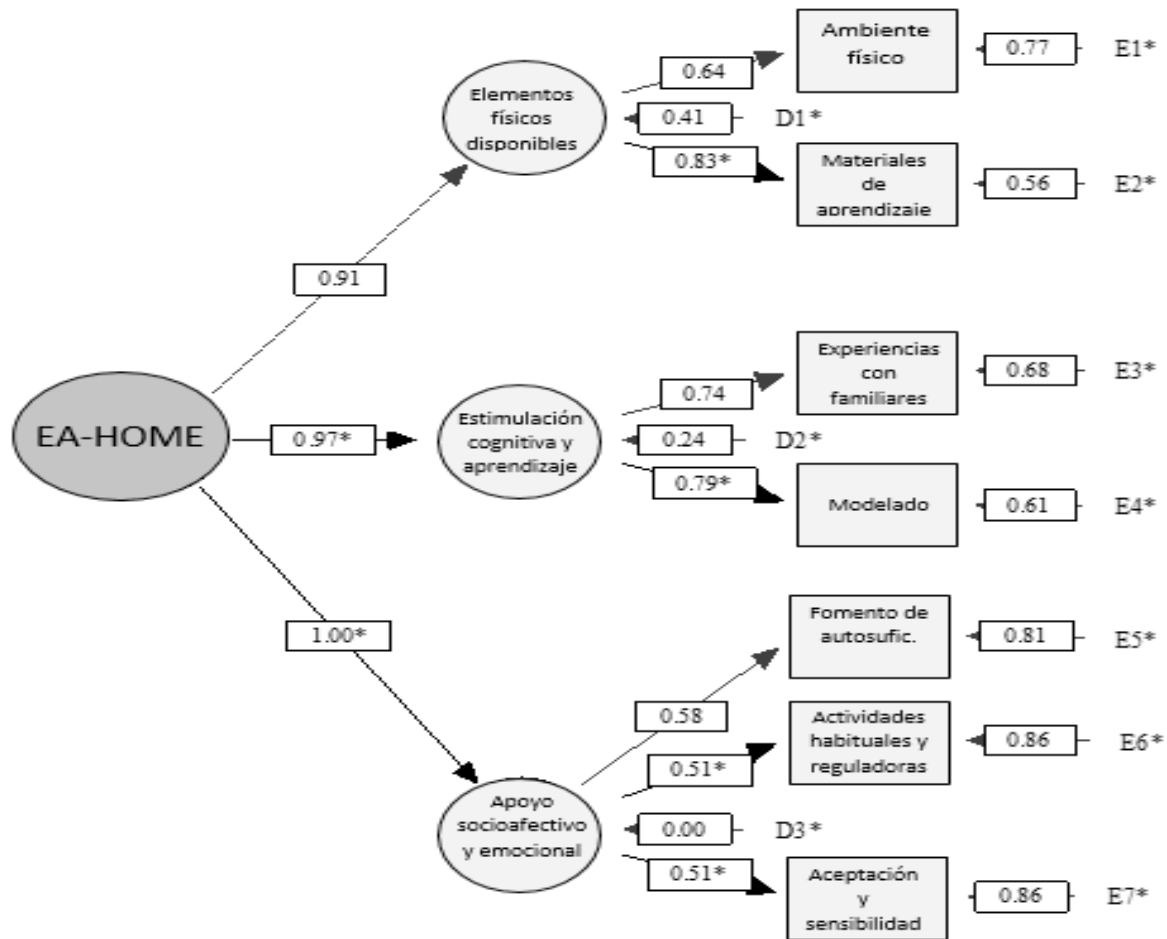 Ambiente
físico
0.77
E1*
0.64
Elementos
físicos
disponibles
0.41
D1*
0.83*
Materiales
de
aprendizaje
0.56
E2*
0.91
Experiencias
con
familiares
0.68
E3*
0.74
EA-HOME
0.97*
Estimulación
cognitiva y
aprendizaje
0.24
D2*
0.79*
Modelado
0.61
E4*
1.00*
Fomento de
autosufic.
0.81
E5*
0.58
Actividades
habituales y
reguladoras
0.86
E6*
0.51*
Apoyo
socioafectivo
y emocional
0.00
D3*
0.51*
Aceptación
y
sensibilidad
0.86
E7*